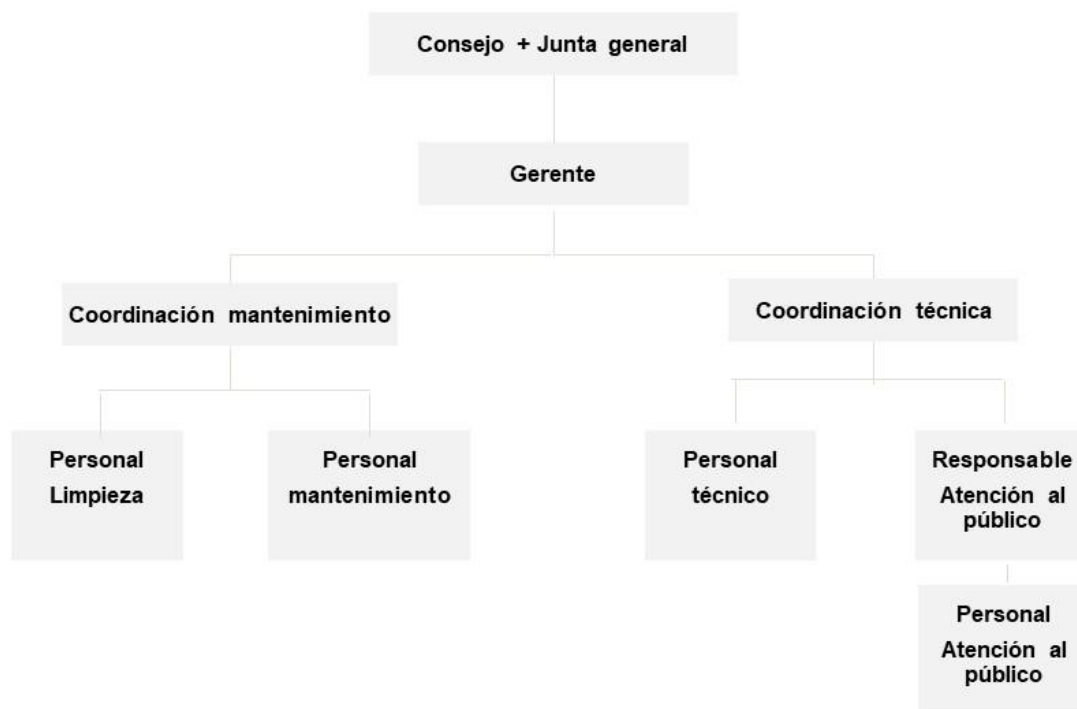 Consejo + Junta general
Gerente
Coordinación mantenimiento
Coordinación técnica
Personal
Limpieza
Personal
mantenimiento
Personal
técnico
Responsable
Atención al
público
Personal
Atención al
público